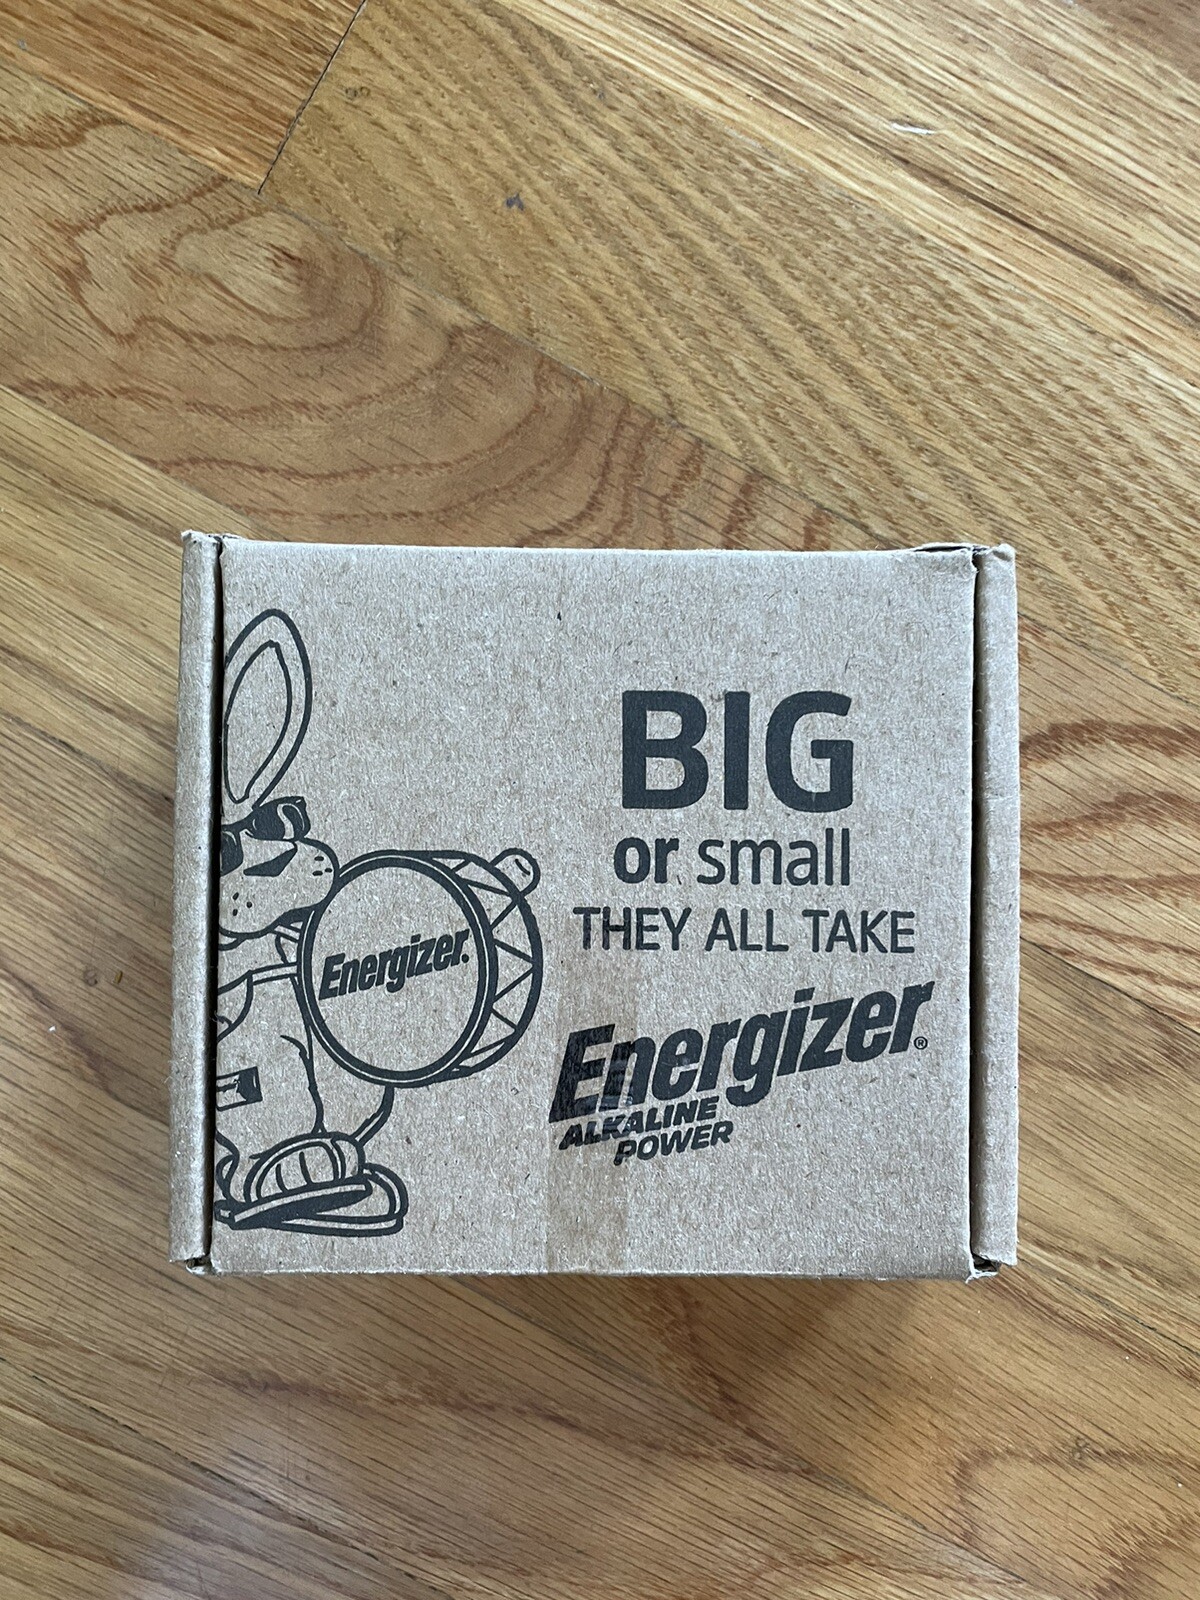 BIG
or small
THEY ALL TAKE
Energizer.®
ALKALINE
POWER
Energizer.